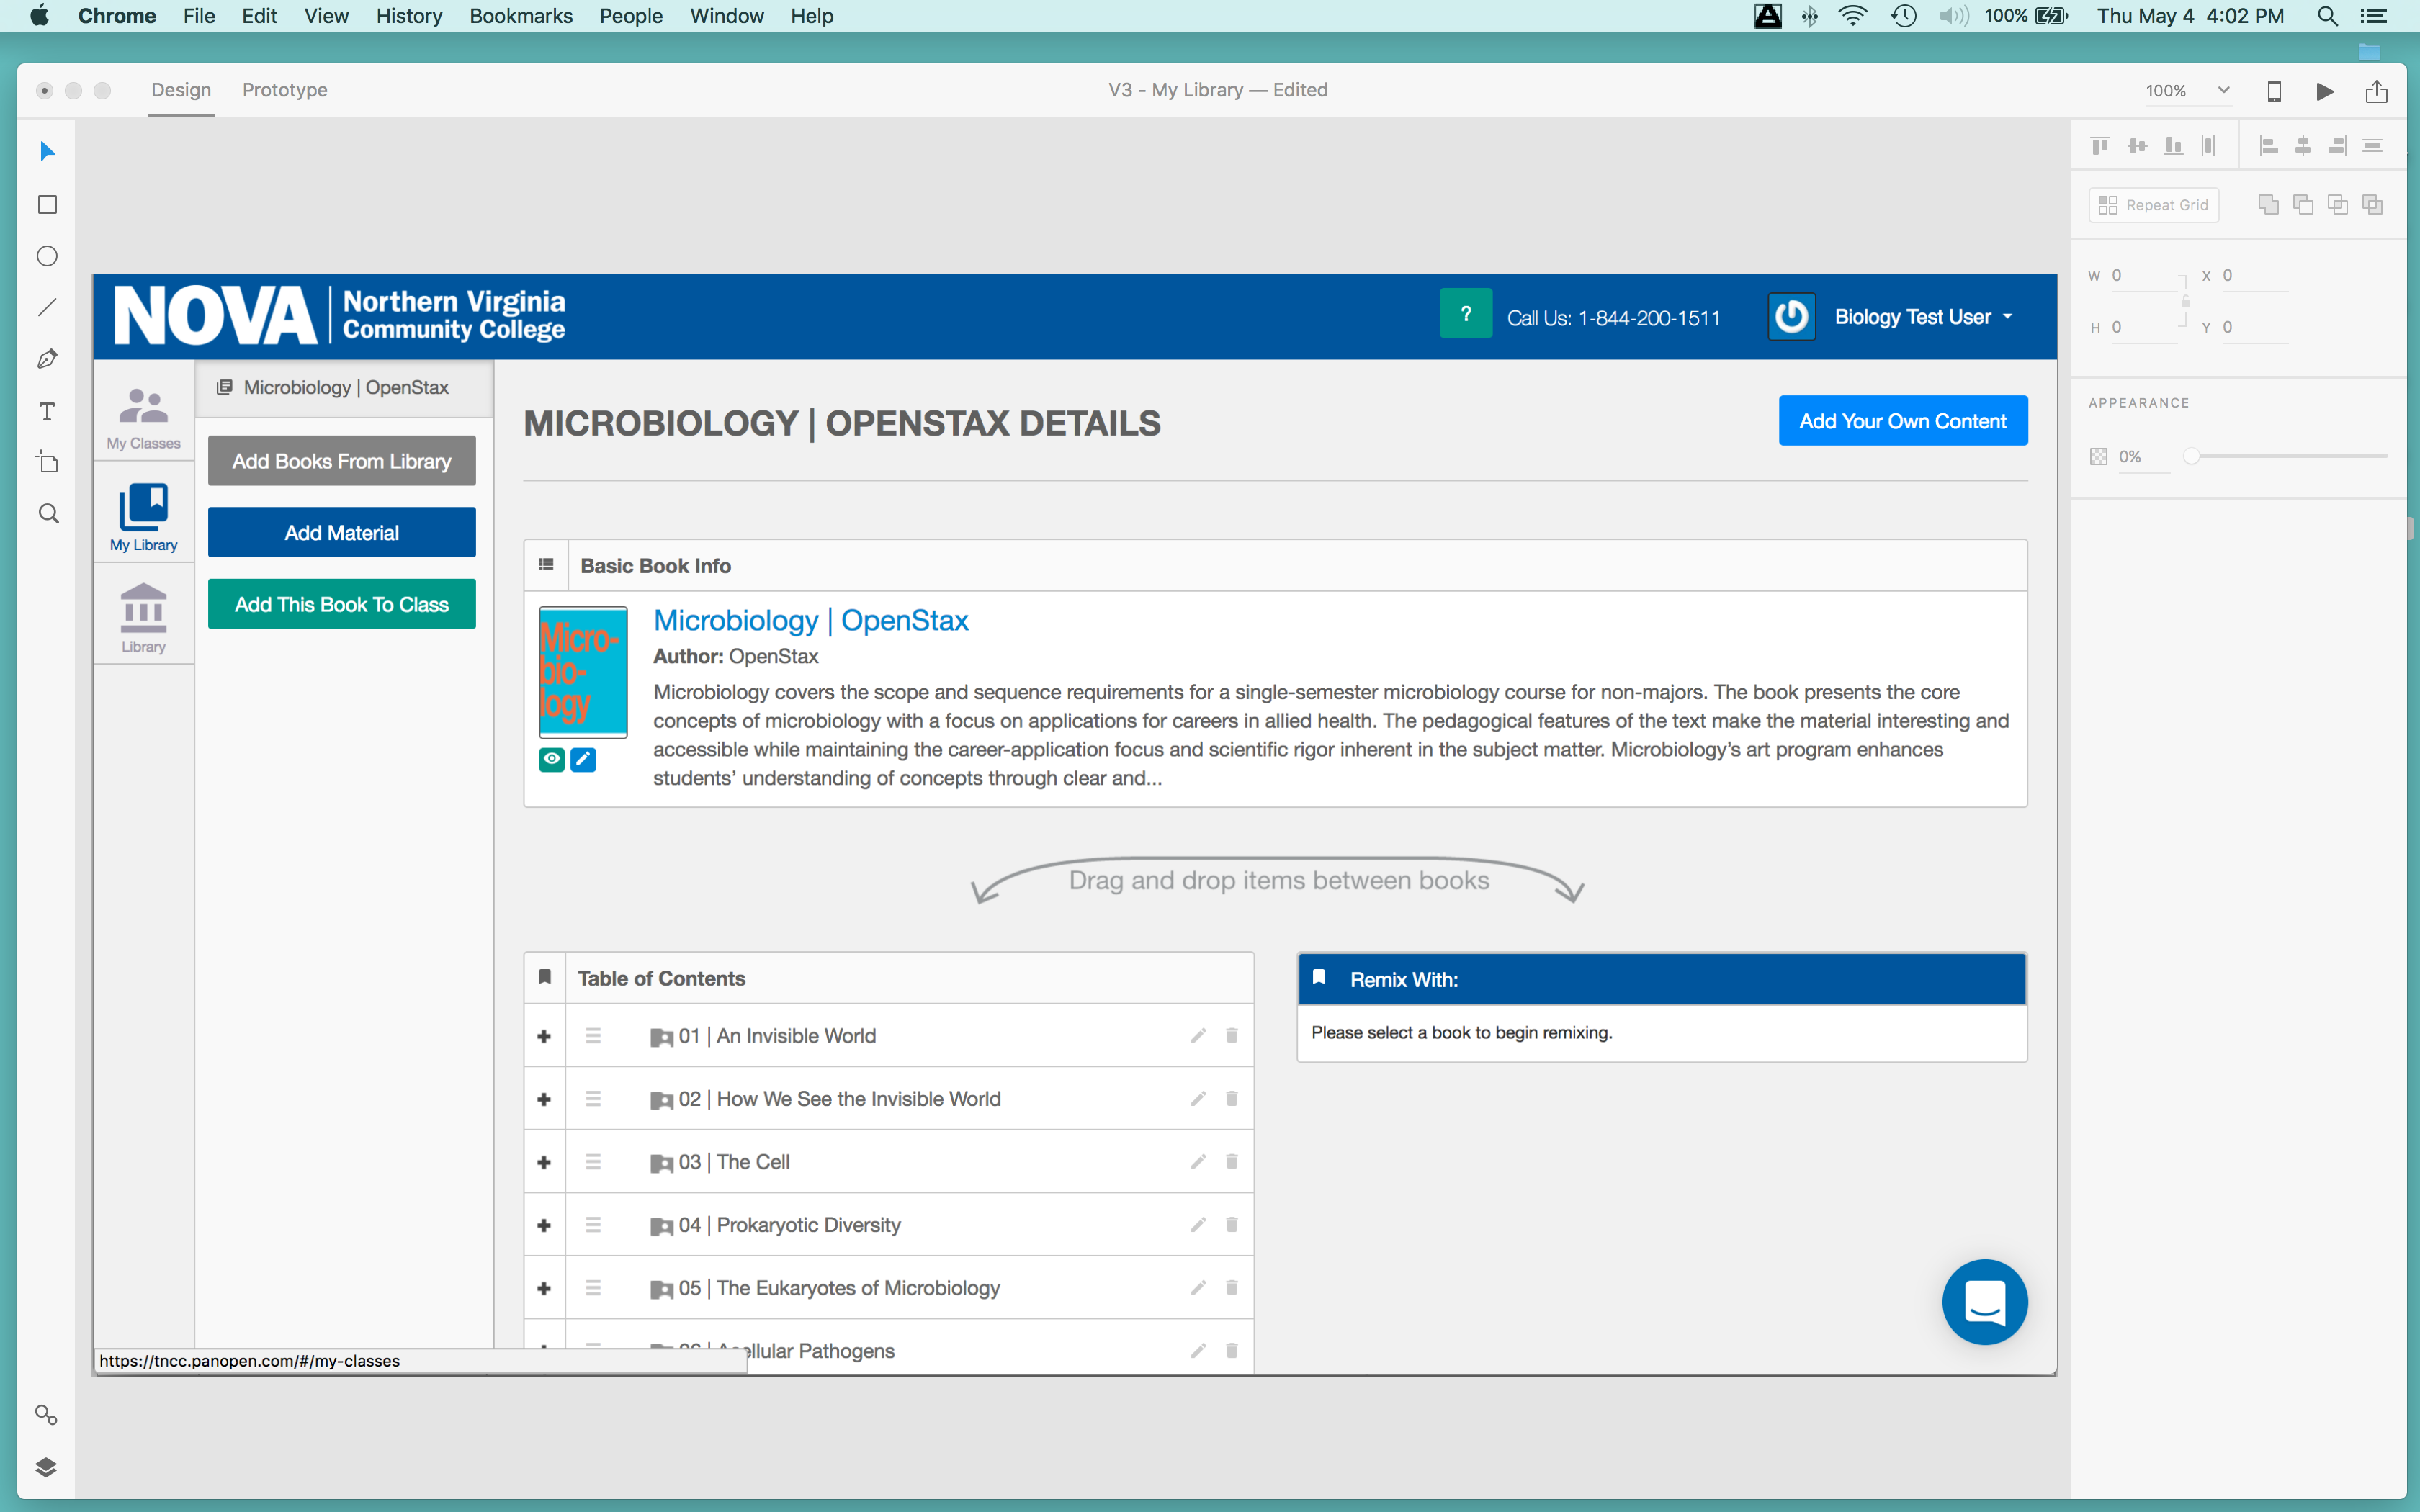 Chrome File Edit View History Bookmarks People Window Help 100% Thu May 4 4:02 PM
Design Prototype V3 - My Library — Edited 100%
Repeat Grid
W 0 X 0
H 0 Y 0
APPEARANCE
0%
NOVA Northern Virginia
Community College
? Call Us: 1-844-200-1511 Biology Test User
My Classes
My Library
Library
Microbiology | OpenStax
Add Books From Library
Add Material
Add This Book To Class
MICROBIOLOGY | OPENSTAX DETAILS
Add Your Own Content
Basic Book Info
Micro-
bio-
logy
Microbiology | OpenStax
Author: OpenStax
Microbiology covers the scope and sequence requirements for a single-semester microbiology course for non-majors. The book presents the core
concepts of microbiology with a focus on applications for careers in allied health. The pedagogical features of the text make the material interesting and
accessible while maintaining the career-application focus and scientific rigor inherent in the subject matter. Microbiology's art program enhances
students' understanding of concepts through clear and...
Drag and drop items between books
Table of Contents
01 | An Invisible World
02 | How We See the Invisible World
03 | The Cell
04 | Prokaryotic Diversity
05 | The Eukaryotes of Microbiology
06 | Acellular Pathogens
Remix With:
Please select a book to begin remixing.
https://tncc.panopen.com/#/my-classes